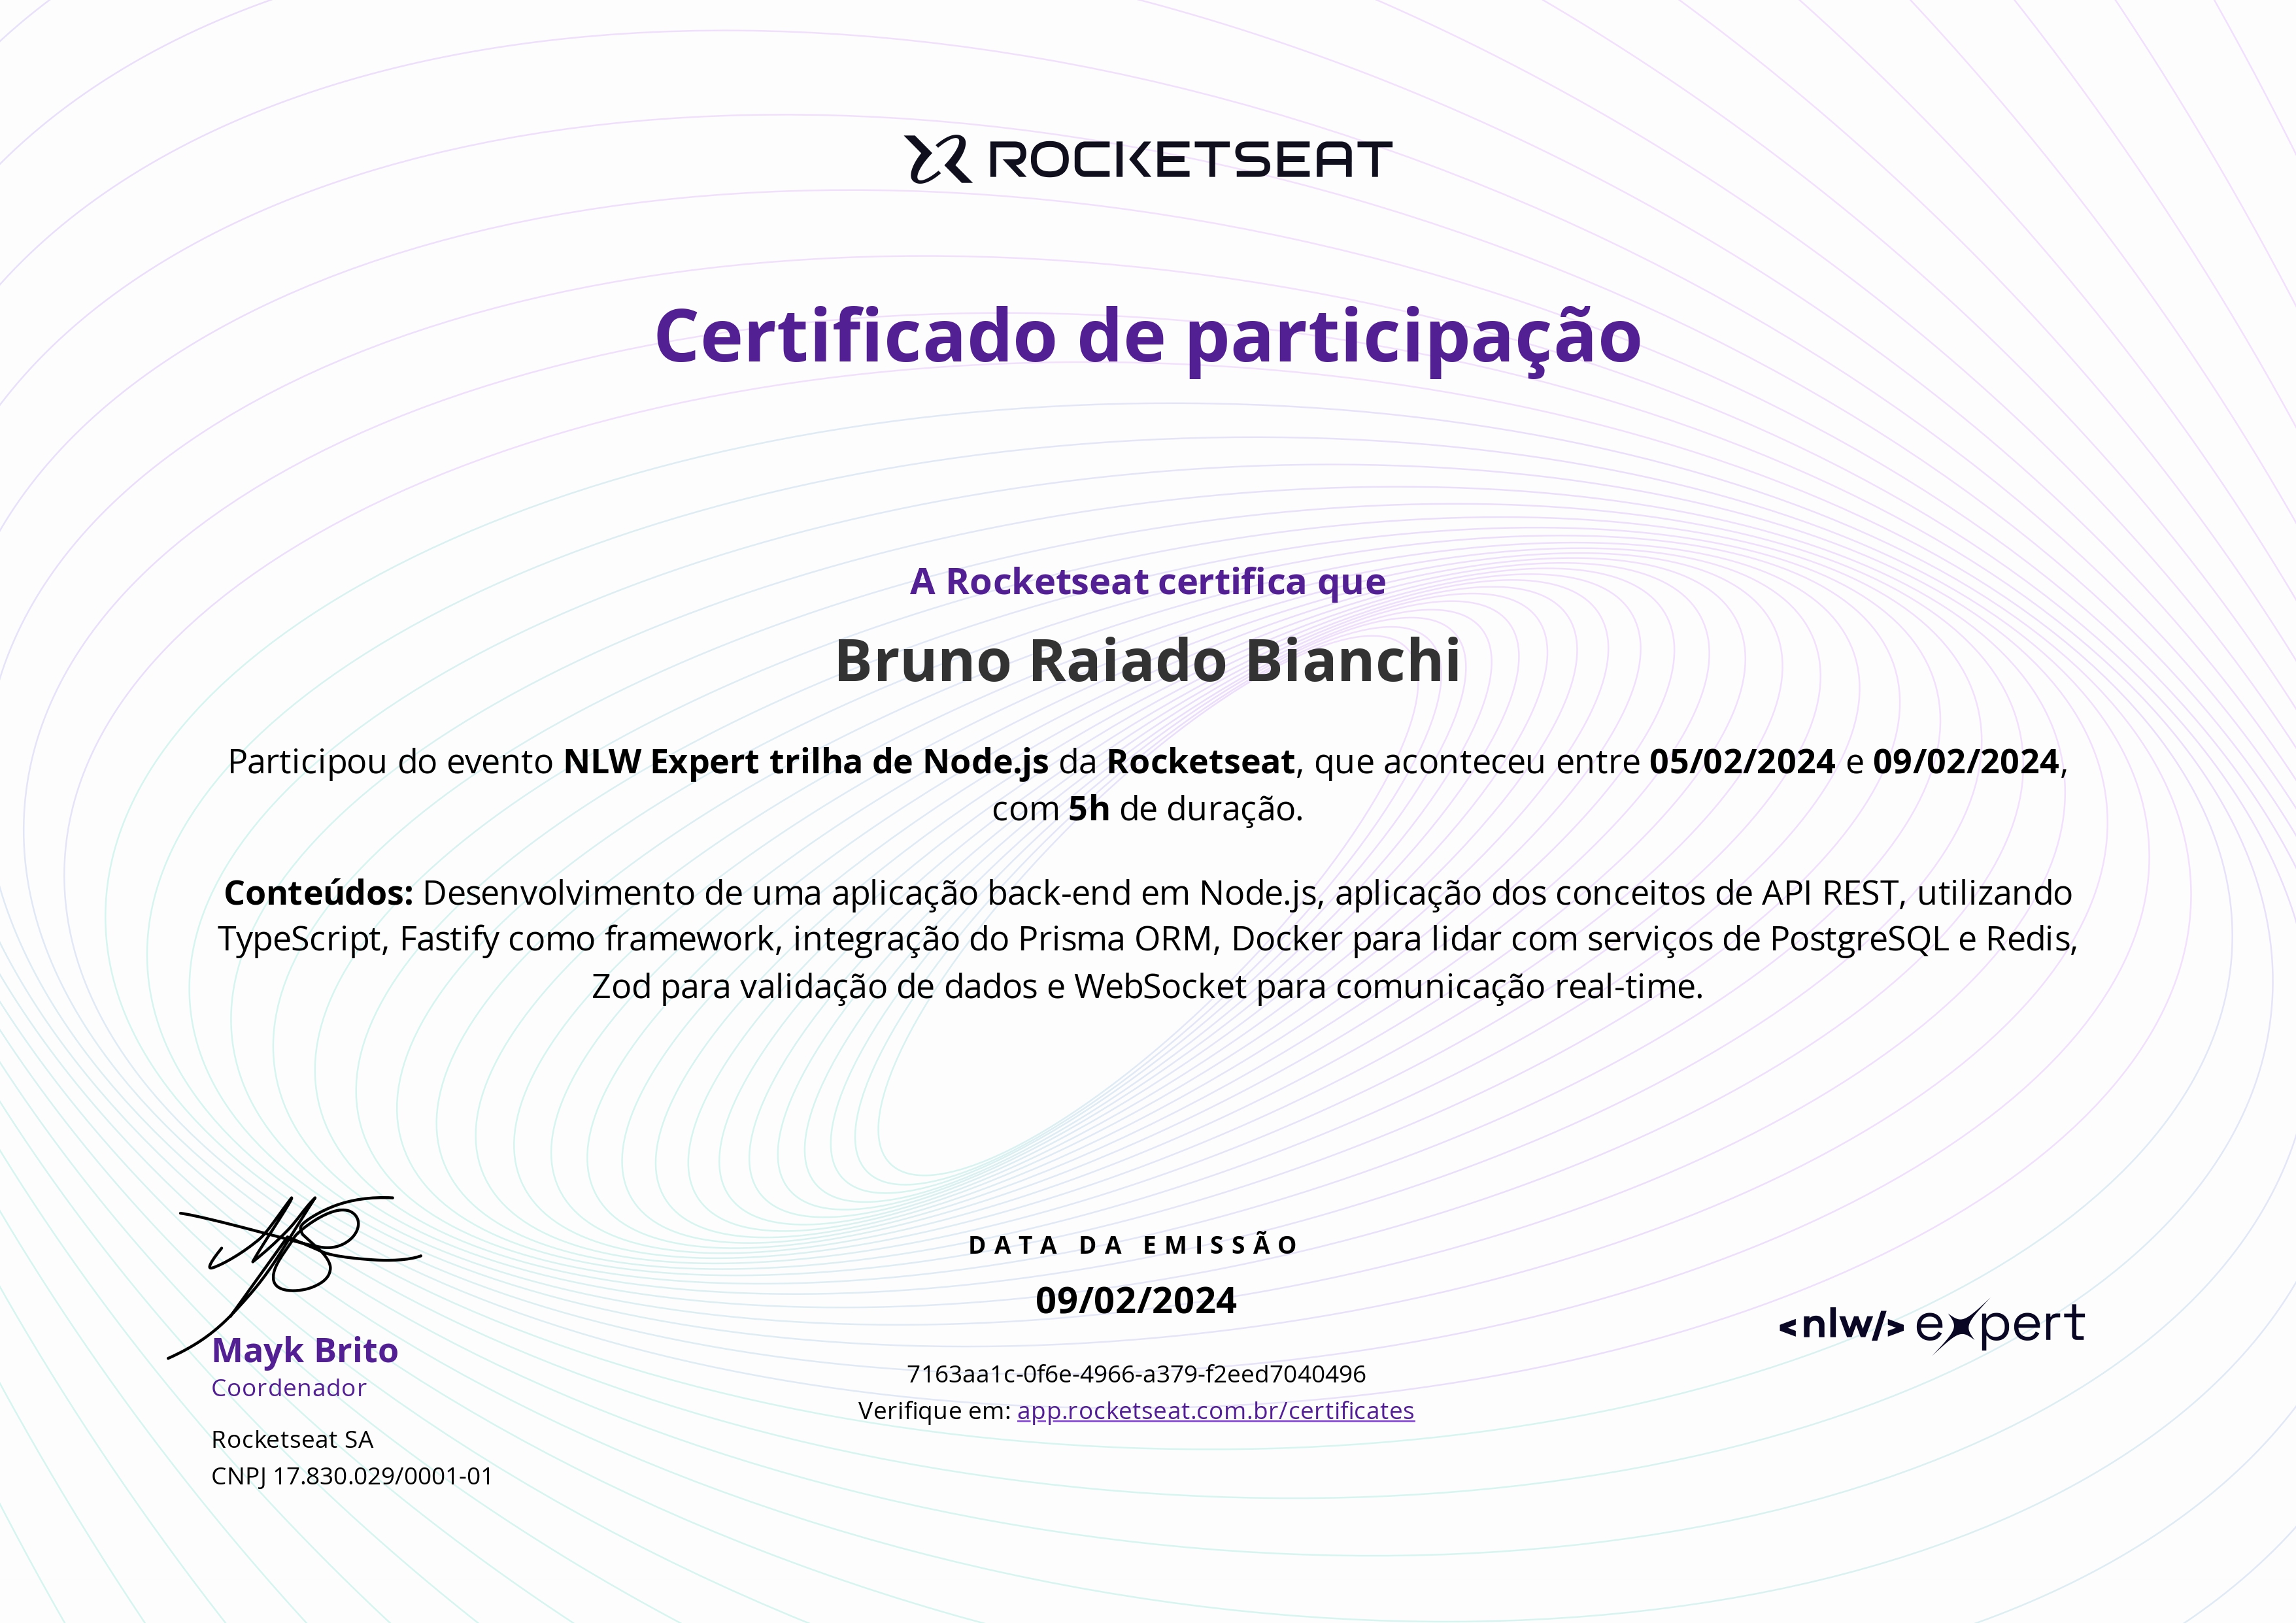 ROCKETSEAT
Certificado de participação
A Rocketseat certifica que
Bruno Raiado Bianchi
Participou do evento NLW Expert trilha de Node.js da Rocketseat, que aconteceu entre 05/02/2024 e 09/02/2024,
com 5h de duração.
Conteúdos: Desenvolvimento de uma aplicação back-end em Node.js, aplicação dos conceitos de API REST, utilizando
TypeScript, Fastify como framework, integração do Prisma ORM, Docker para lidar com serviços de PostgreSQL e Redis,
Zod para validação de dados e WebSocket para comunicação real-time.
Mayk Brito
Coordenador
Rocketseat SA
CNPJ 17.830.029/0001-01
DATA DA EMISSÃO
09/02/2024
7163aa1c-0f6e-4966-a379-f2eed7040496
Verifique em: app.rocketseat.com.br/certificates
<nlw/> expert